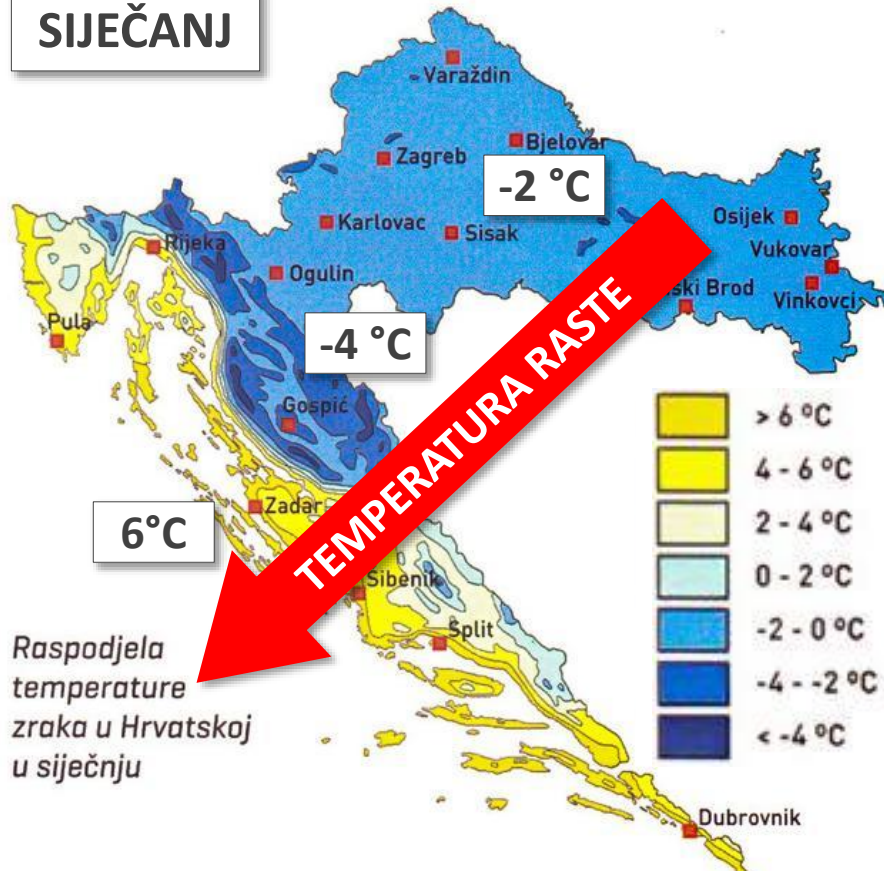 SIJEČANJ
Varaždin
Bjelovar
Zagreb
-2 °C
Karlovac
Sisak
Osijek
Vukovar
Rijeka
Ogulin
ski Brod
Vinkovci
Pula
-4 °C
Gospić
TEMPERATURA RASTE
> 6 °C
4 - 6 °C
2 - 4 °C
0 - 2 °C
-2 - 0 °C
-4 - -2 °C
< -4 °C
Zadar
6°C
Šibenik
Split
Raspodjela
temperature
zraka u Hrvatskoj
u siječnju
Dubrovnik